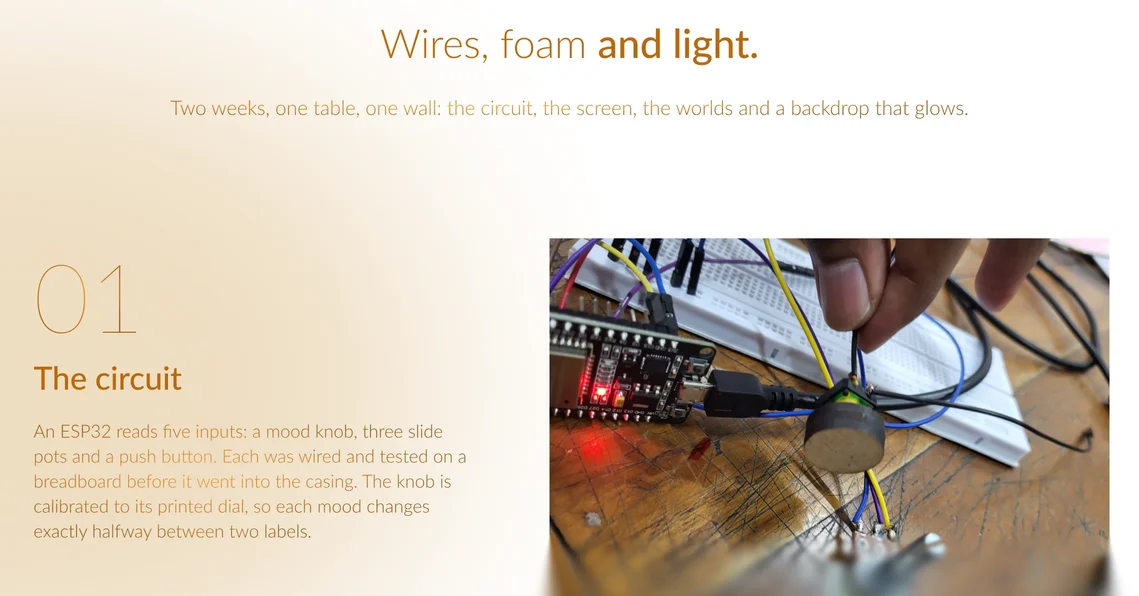 Wires, foam and light.
Two weeks, one table, one wall: the circuit, the screen, the worlds and a backdrop that glows.
01
The circuit
An ESP32 reads five inputs: a mood knob, three slide
pots and a push button. Each was wired and tested on a
breadboard before it went into the casing. The knob is
calibrated to its printed dial, so each mood changes
exactly halfway between two labels.